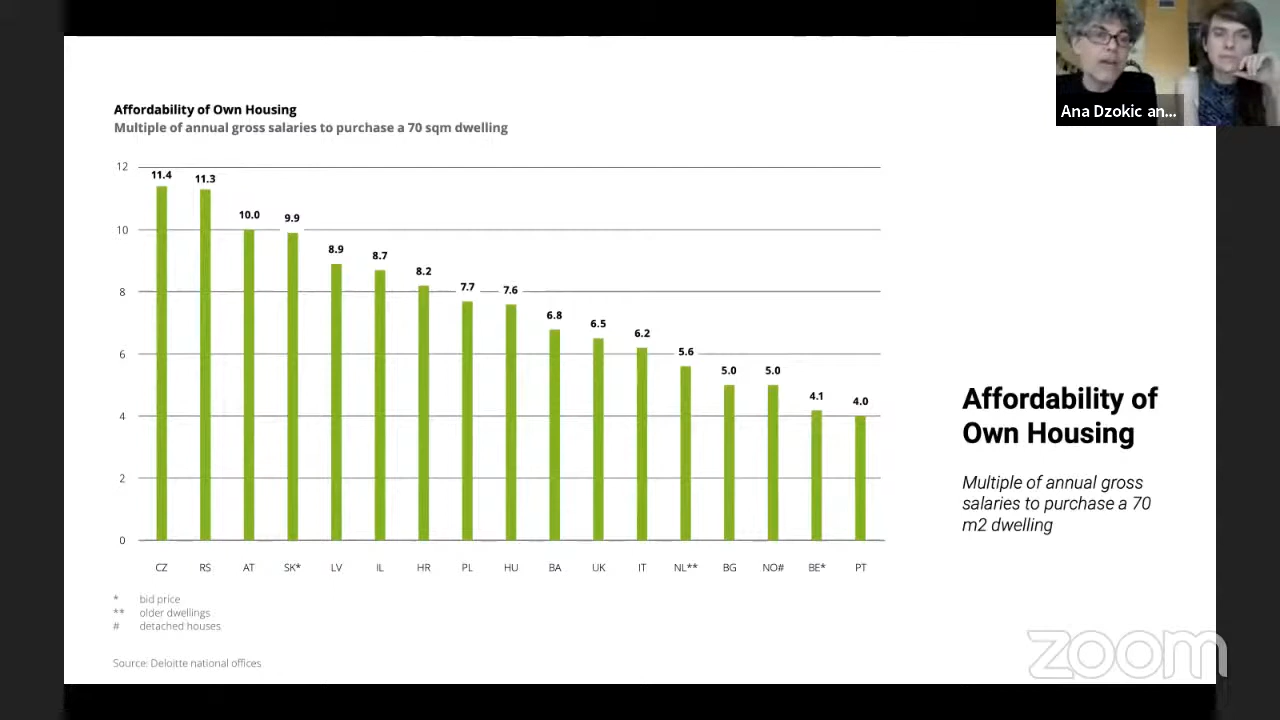 Affordability of Own Housing
Multiple of annual gross salaries to purchase a 70 sqm dwelling
12
10
8
6
4
2
0
11.4
11.3
10.0
9.9
8.9
8.7
8.2
7.7
7.6
6.8
6.5
6.2
5.6
5.0
5.0
4.1
4.0
CZ RS AT SK* LV IL HR PL HU BA UK IT NL** BG NO# BE* PT
* bid price
** older dwellings
# detached houses
Source: Deloitte national offices
Affordability of
Own Housing
Multiple of annual gross
salaries to purchase a 70
m2 dwelling
Ana Dzokic an...
zoom